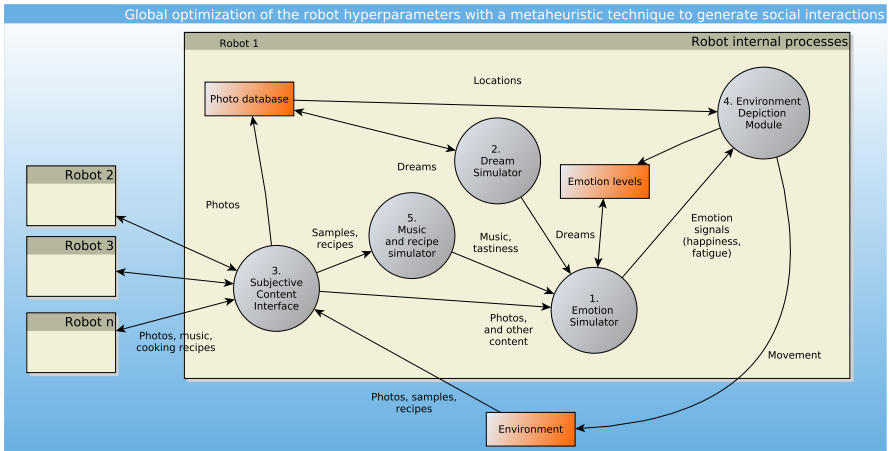 Global optimization of the robot hyperparameters with a metaheuristic technique to generate social interactions
Robot 1
Robot internal processes
Photo database
Locations
4. Environment
Depiction
Module
2.
Dream
Simulator
Dreams
Emotion levels
Robot 2
Photos
5.
Music
and recipe
simulator
Samples,
recipes
Music,
tastiness
Dreams
Emotion
signals
(happiness,
fatigue)
Robot 3
3.
Subjective
Content
Interface
1.
Emotion
Simulator
Robot n
Photos, music,
cooking recipes
Photos,
and other
content
Movement
Photos, samples,
recipes
Environment